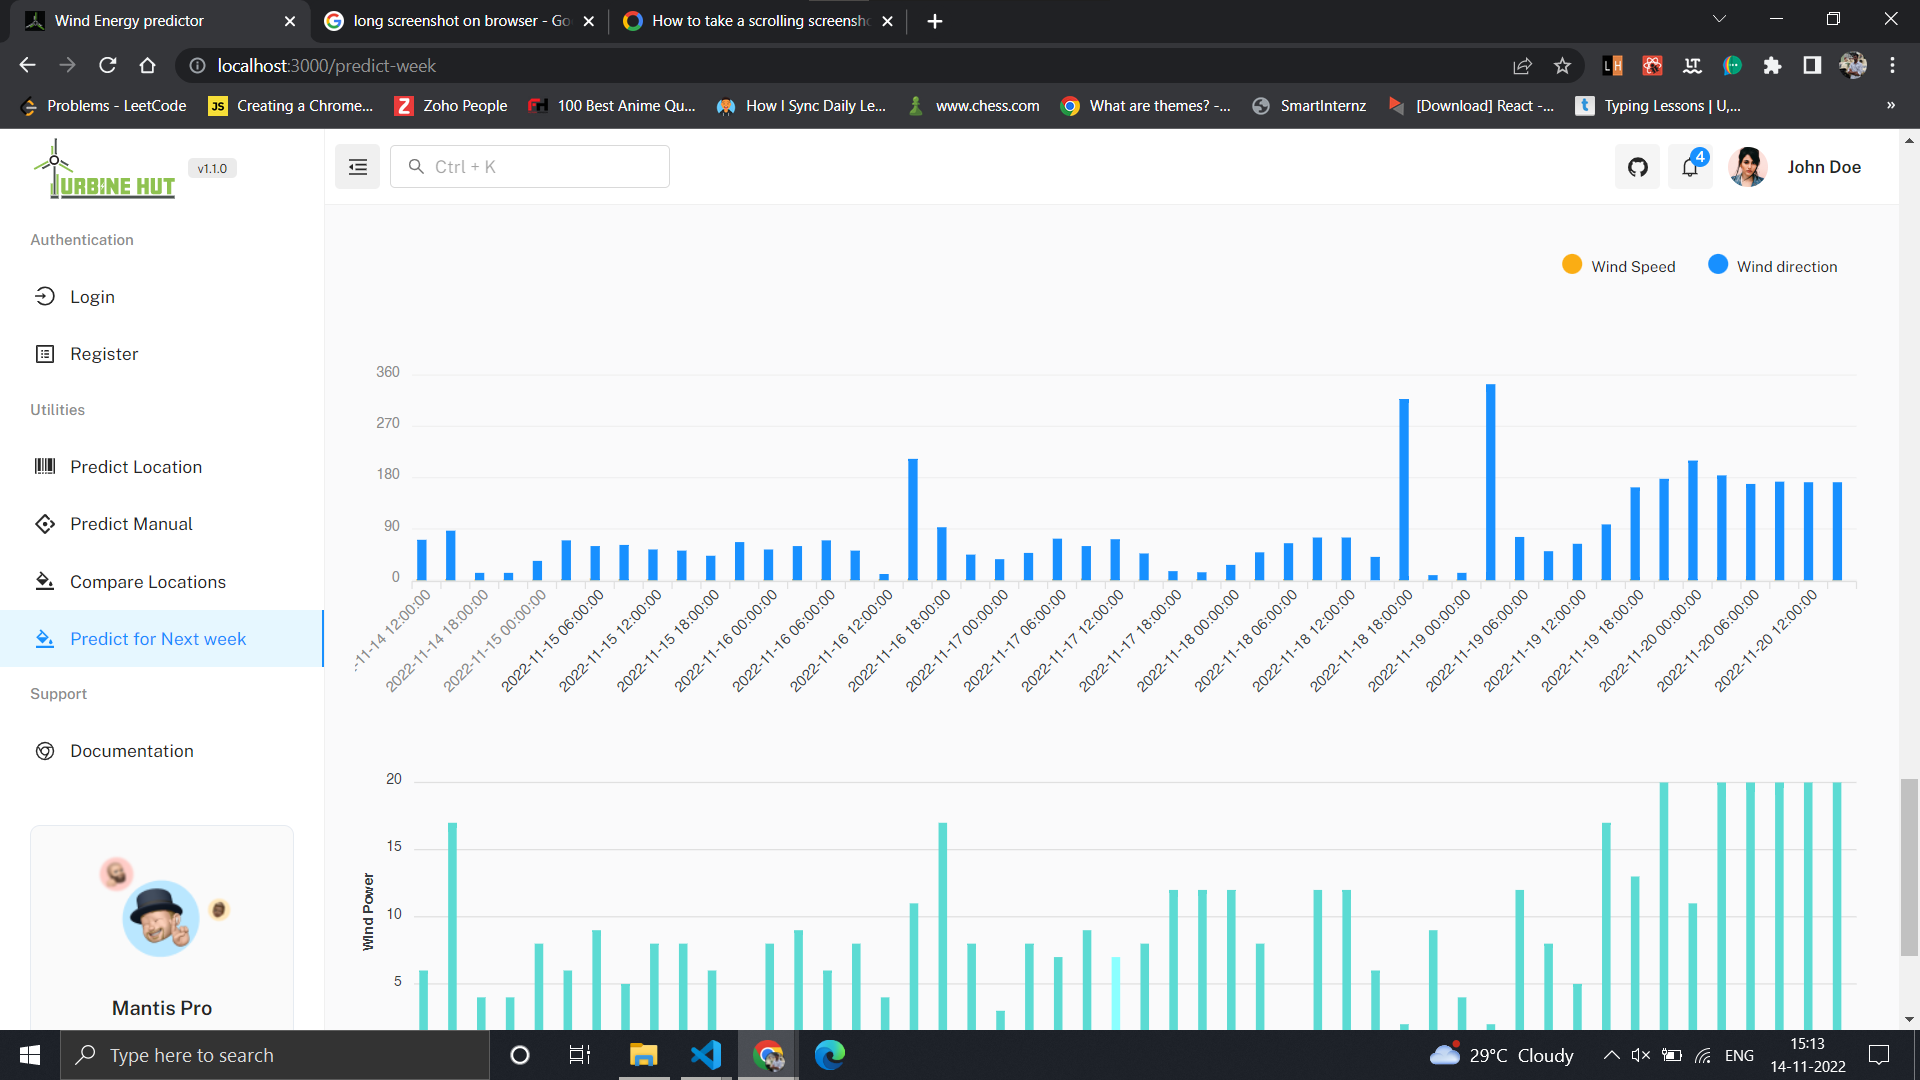 Wind Energy predictor
long screenshot on browser - Go
How to take a scrolling screensh
localhost:3000/predict-week
Problems - LeetCode
JS
Creating a Chrome...
Zoho People
100 Best Anime Qu...
How I Sync Daily Le...
www.chess.com
What are themes? -...
SmartInternz
[Download] React -...
Typing Lessons | U,...
»
TURBINE HUT
v1.1.0
Ctrl + K
4
John Doe
Authentication
Login
Register
Utilities
Predict Location
Predict Manual
Compare Locations
Predict for Next week
Support
Documentation
Mantis Pro
Wind Speed
Wind direction
360
270
180
90
0
-11-14 12:00:00
2022-11-14 18:00:00
2022-11-15 00:00:00
2022-11-15 06:00:00
2022-11-15 12:00:00
2022-11-15 18:00:00
2022-11-16 00:00:00
2022-11-16 06:00:00
2022-11-16 12:00:00
2022-11-16 18:00:00
2022-11-17 00:00:00
2022-11-17 06:00:00
2022-11-17 12:00:00
2022-11-17 18:00:00
2022-11-18 00:00:00
2022-11-18 06:00:00
2022-11-18 12:00:00
2022-11-18 18:00:00
2022-11-19 00:00:00
2022-11-19 06:00:00
2022-11-19 12:00:00
2022-11-19 18:00:00
2022-11-20 00:00:00
2022-11-20 06:00:00
2022-11-20 12:00:00
20
15
10
5
Wind Power
Type here to search
29°C Cloudy
ENG
15:13
14-11-2022